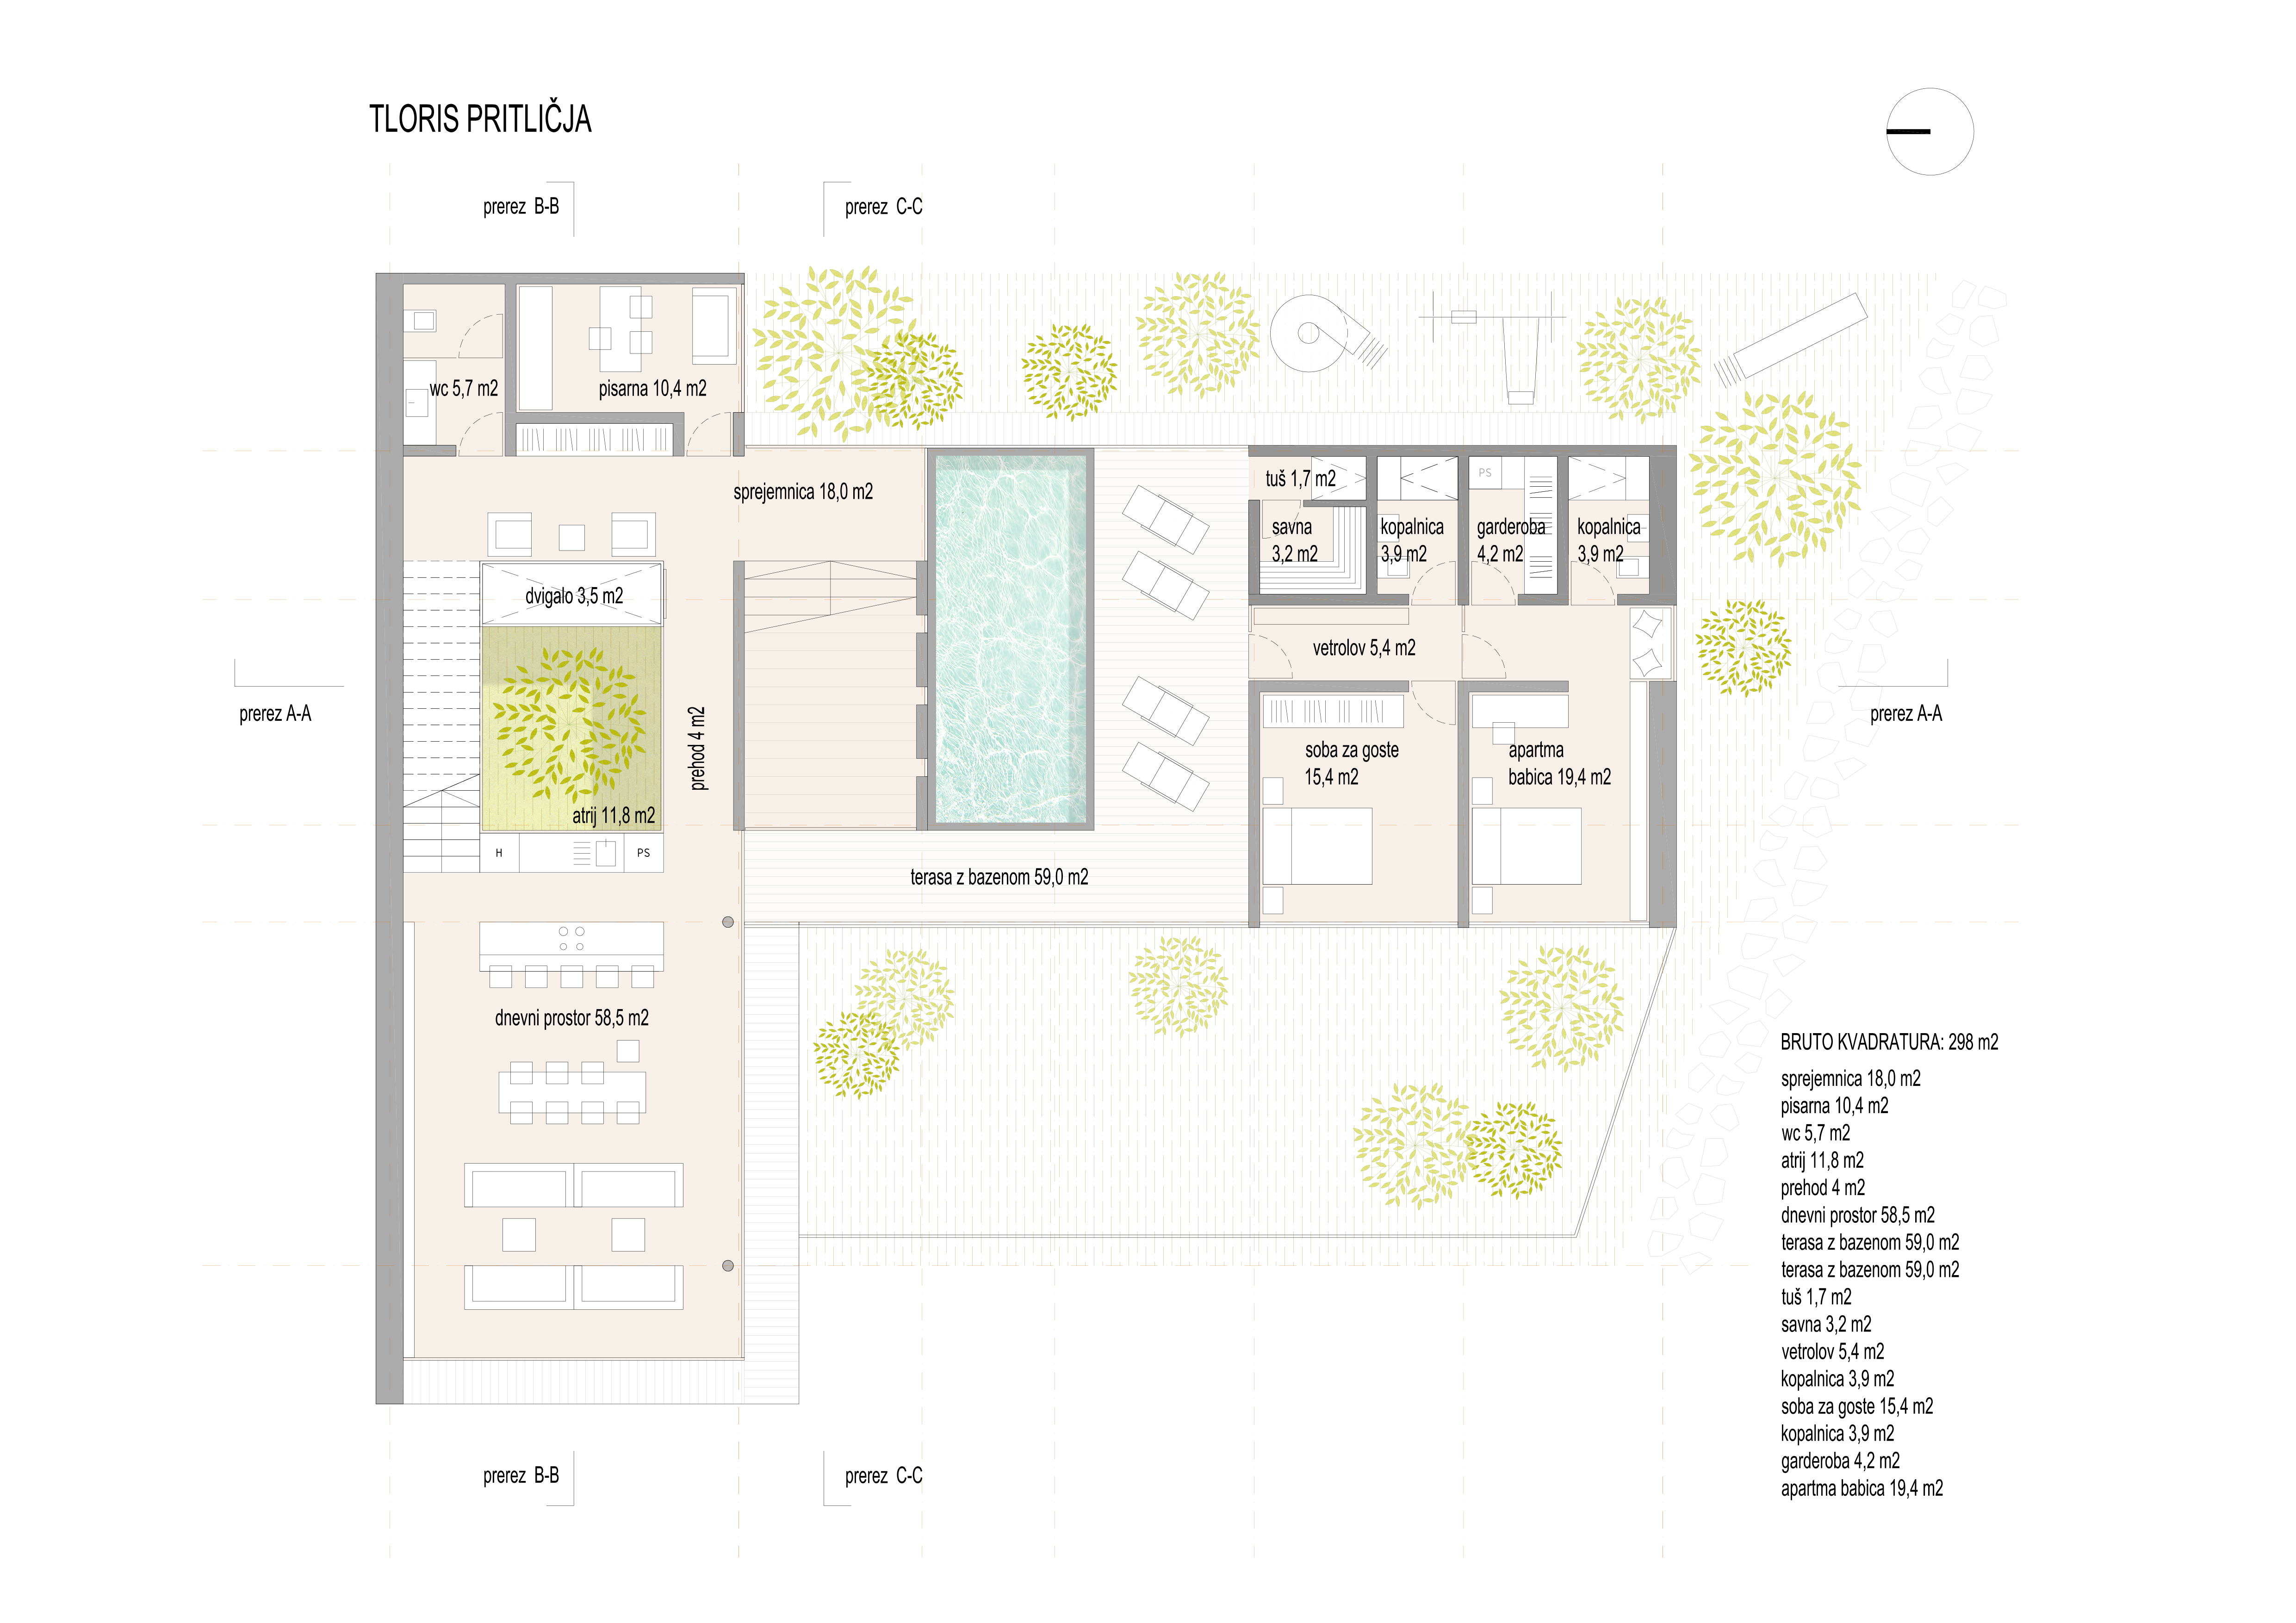 TLORIS PRITLIČJA
prerez B-B
prerez C-C
wc 5,7 m2
pisarna 10,4 m2
sprejemnica 18,0 m2
tuš 1,7 m2
PS
savna
3,2 m2
kopalnica
3,9 m2
garderoba
4,2 m2
kopalnica
3,9 m2
dvigalo 3,5 m2
vetrolov 5,4 m2
prerez A-A
prehod 4 m2
prerez A-A
soba za goste
15,4 m2
apartma
babica 19,4 m2
atrij 11,8 m2
H
PS
terasa z bazenom 59,0 m2
dnevni prostor 58,5 m2
BRUTO KVADRATURA: 298 m2
sprejemnica 18,0 m2
pisarna 10,4 m2
wc 5,7 m2
atrij 11,8 m2
prehod 4 m2
dnevni prostor 58,5 m2
terasa z bazenom 59,0 m2
terasa z bazenom 59,0 m2
tuš 1,7 m2
savna 3,2 m2
vetrolov 5,4 m2
kopalnica 3,9 m2
soba za goste 15,4 m2
kopalnica 3,9 m2
garderoba 4,2 m2
apartma babica 19,4 m2
prerez B-B
prerez C-C